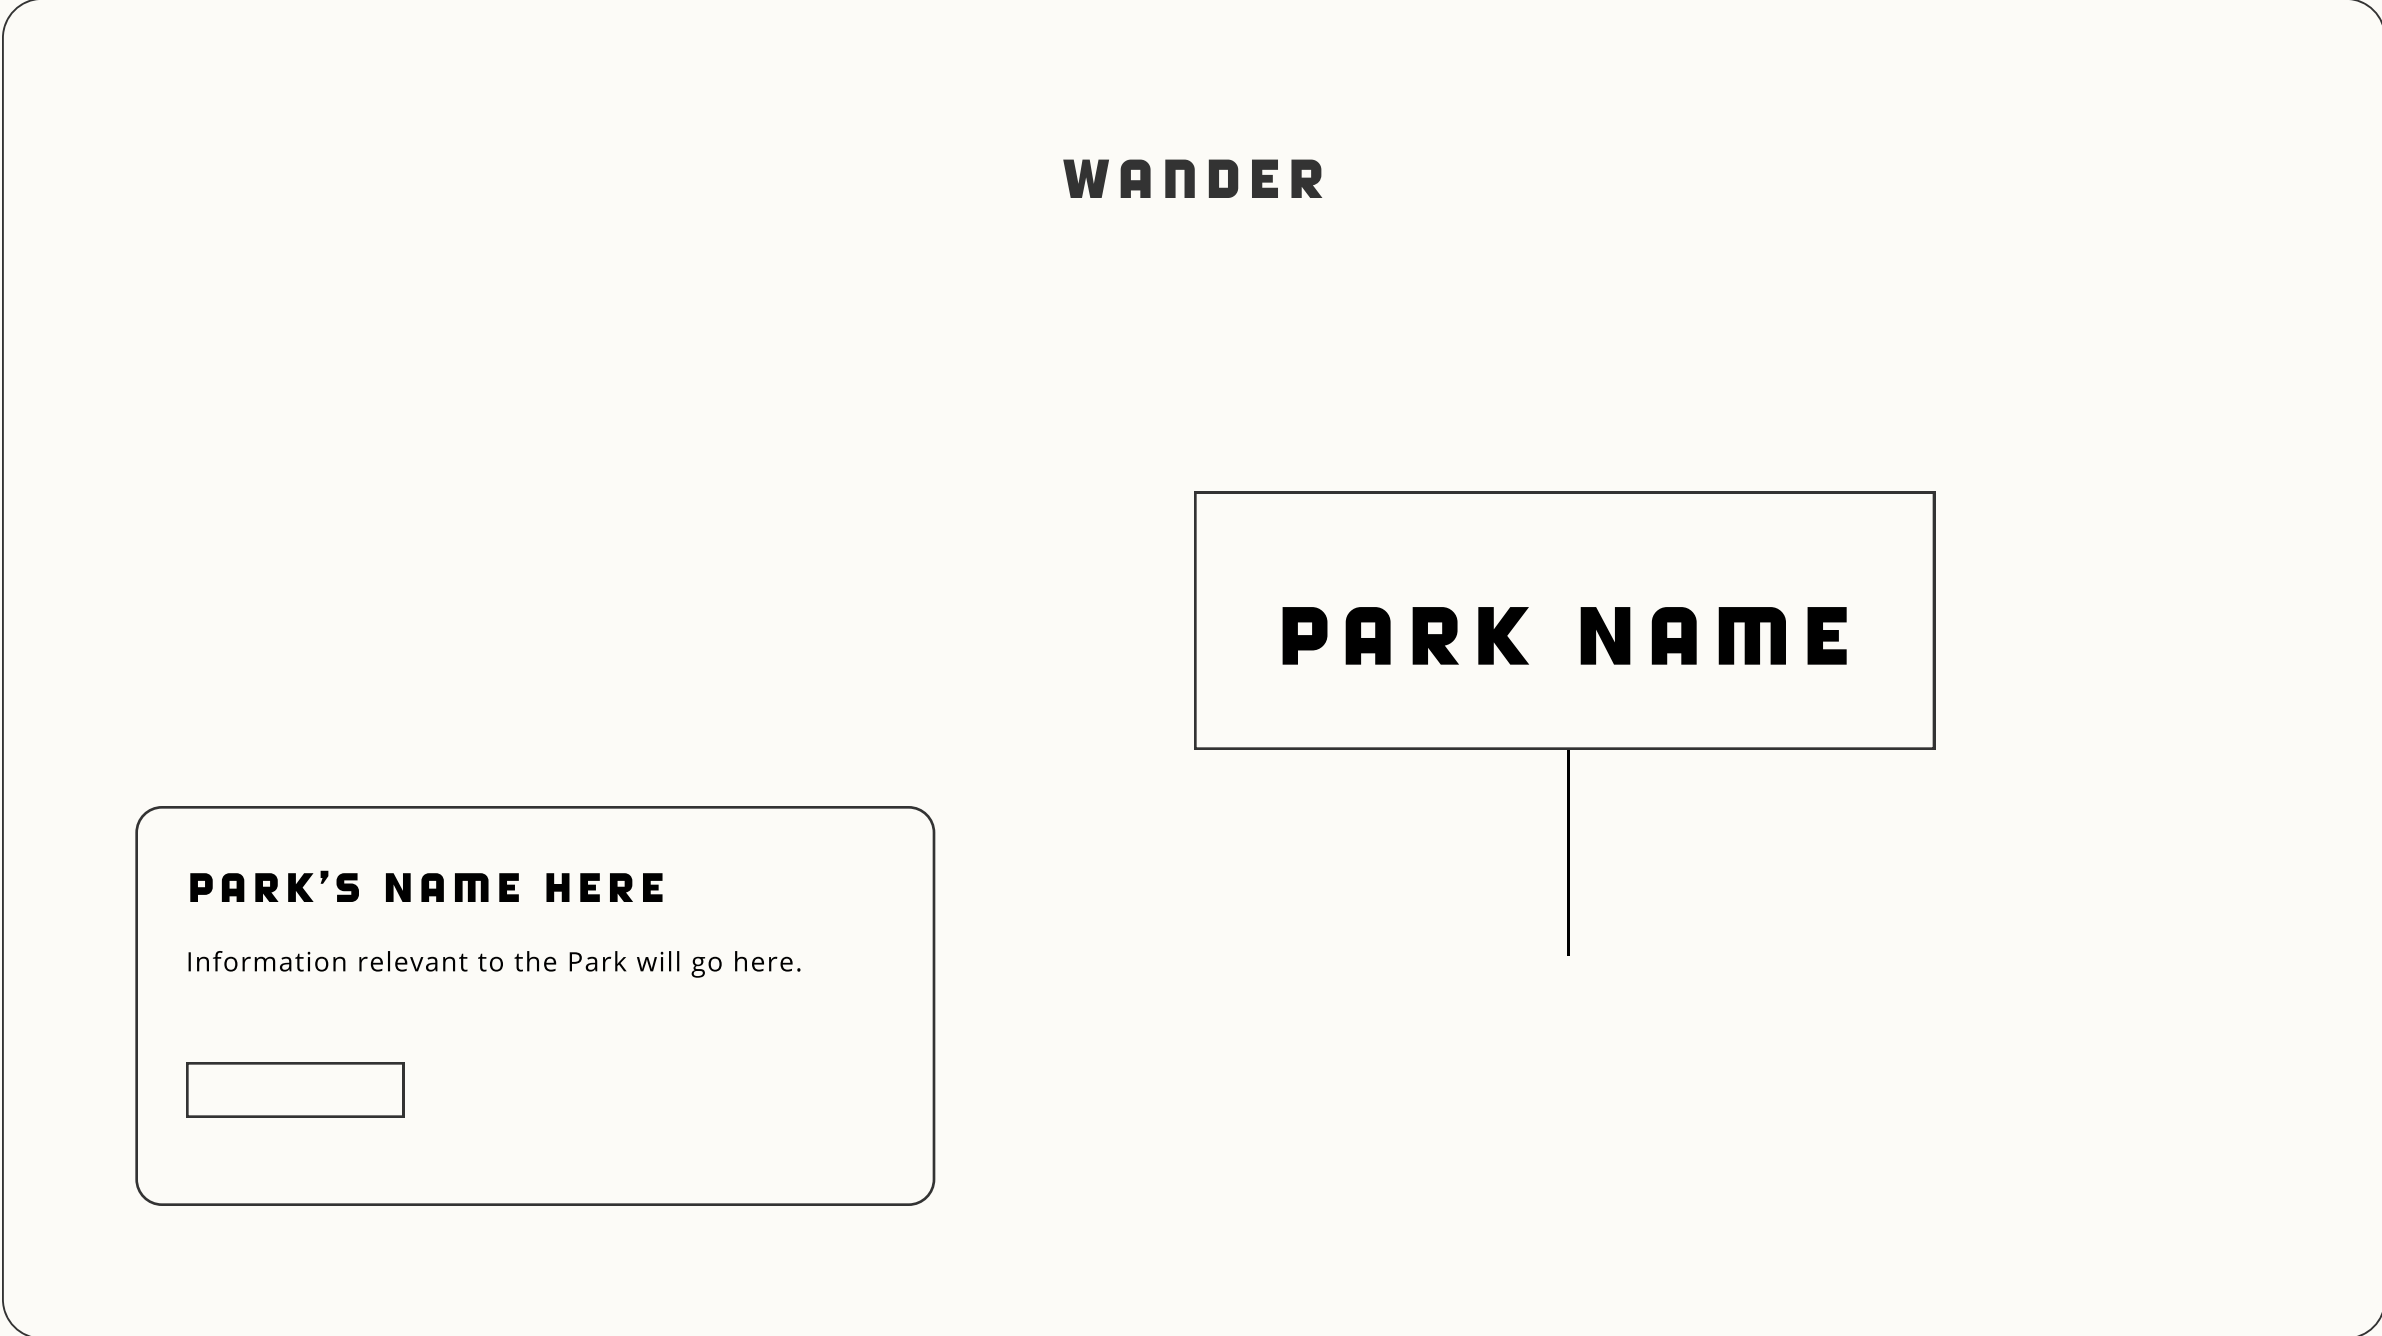 WANDER
PARK NAME
PARK’S NAME HERE
Information relevant to the Park will go here.